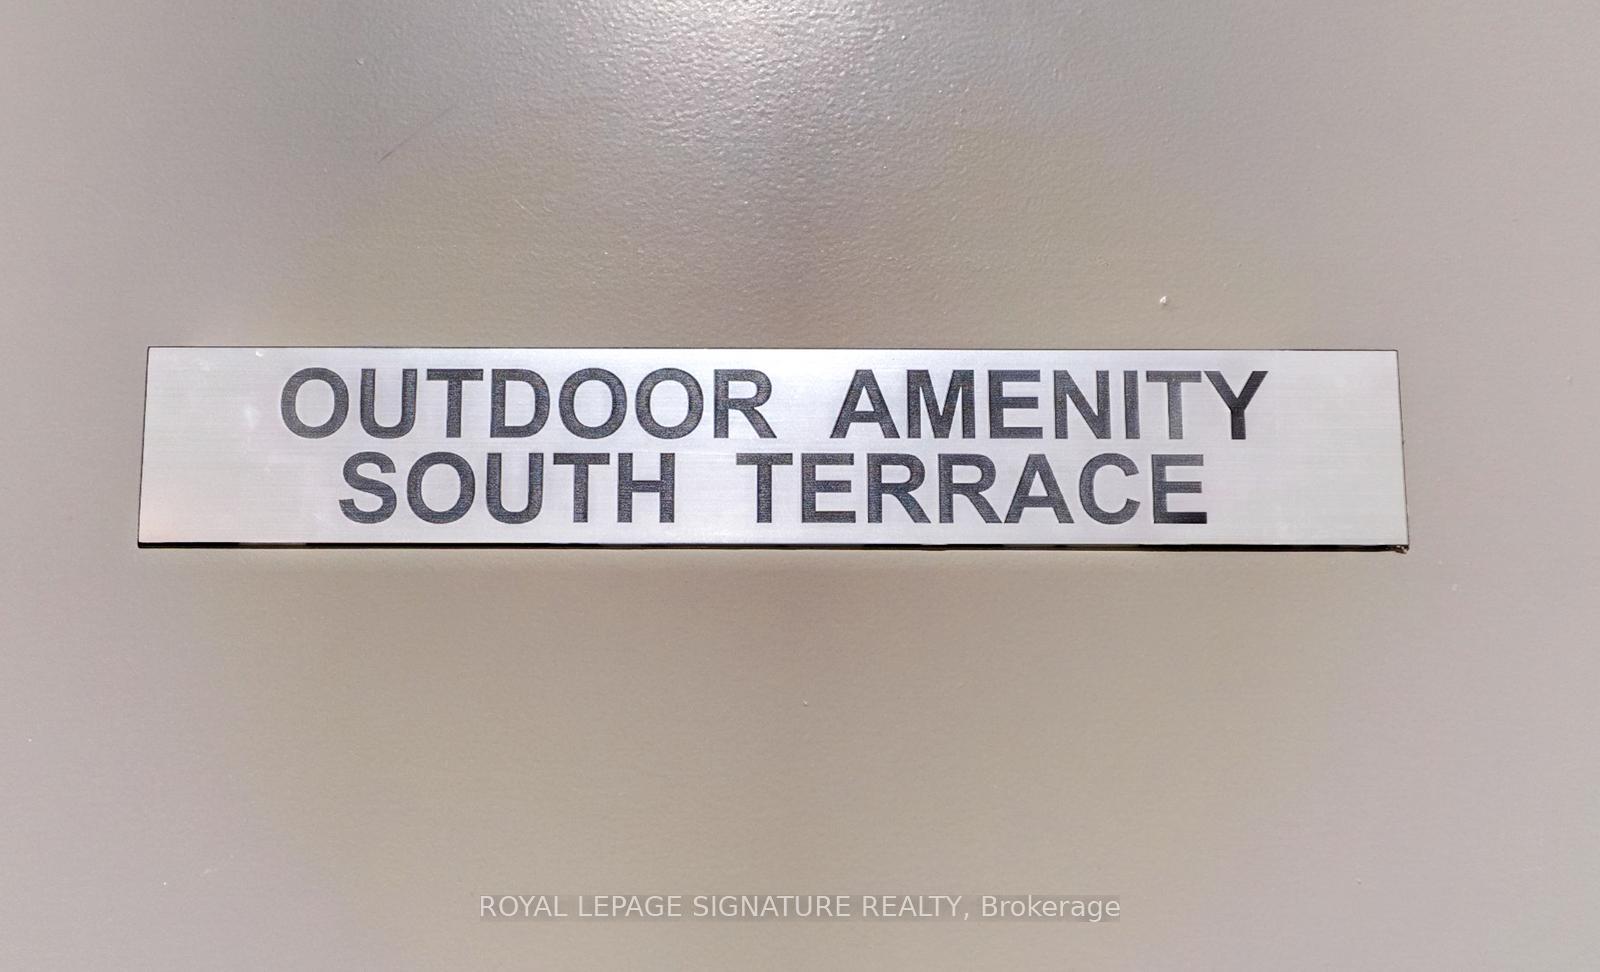 OUTDOOR AMENITY
SOUTH TERRACE
ROYAL LEPAGE SIGNATURE REALTY, Brokerage